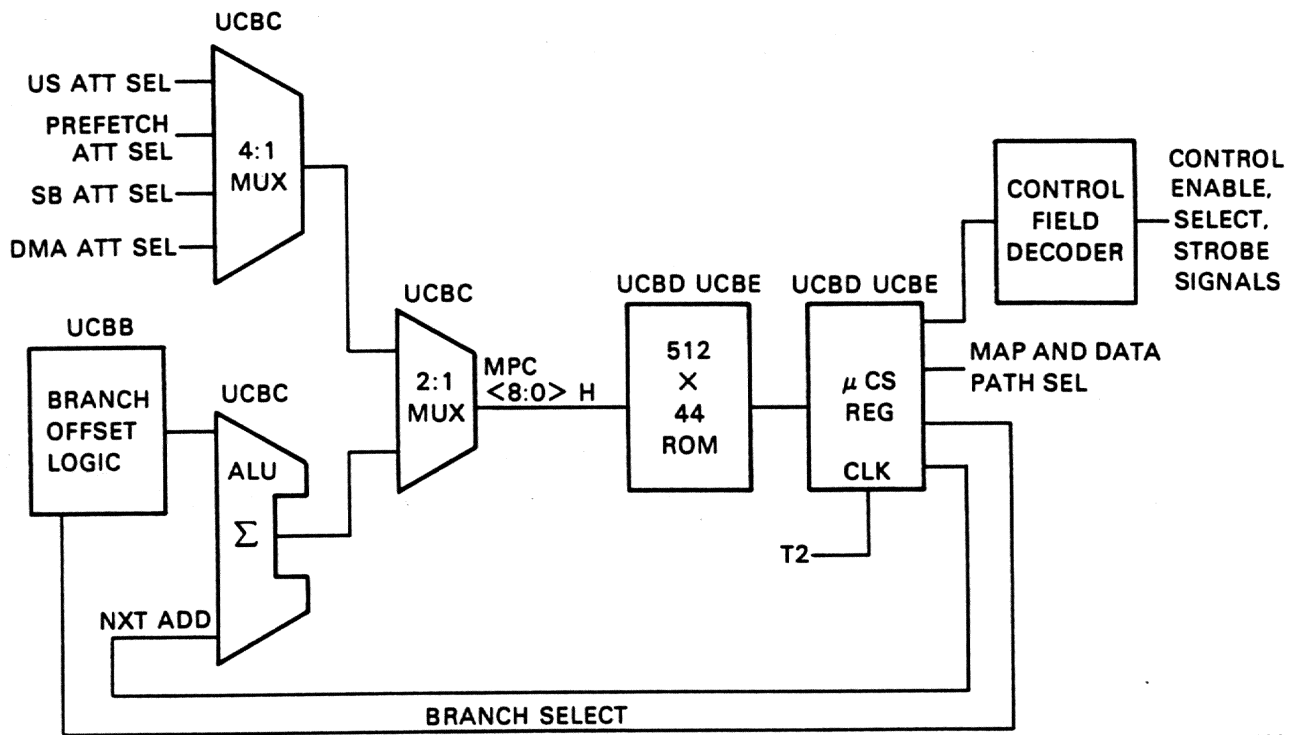 UCBC
US ATT SEL
PREFETCH
ATT SEL
SB ATT SEL
DMA ATT SEL
4:1
MUX
CONTROL
FIELD
DECODER
CONTROL
ENABLE,
SELECT,
STROBE
SIGNALS
UCBB
BRANCH
OFFSET
LOGIC
UCBC
ALU
Σ
NXT ADD
UCBC
2:1
MUX
MPC
<8:0> H
UCBD UCBE
512
×
44
ROM
UCBD UCBE
μ CS
REG
CLK
MAP AND DATA
PATH SEL
T2
BRANCH SELECT